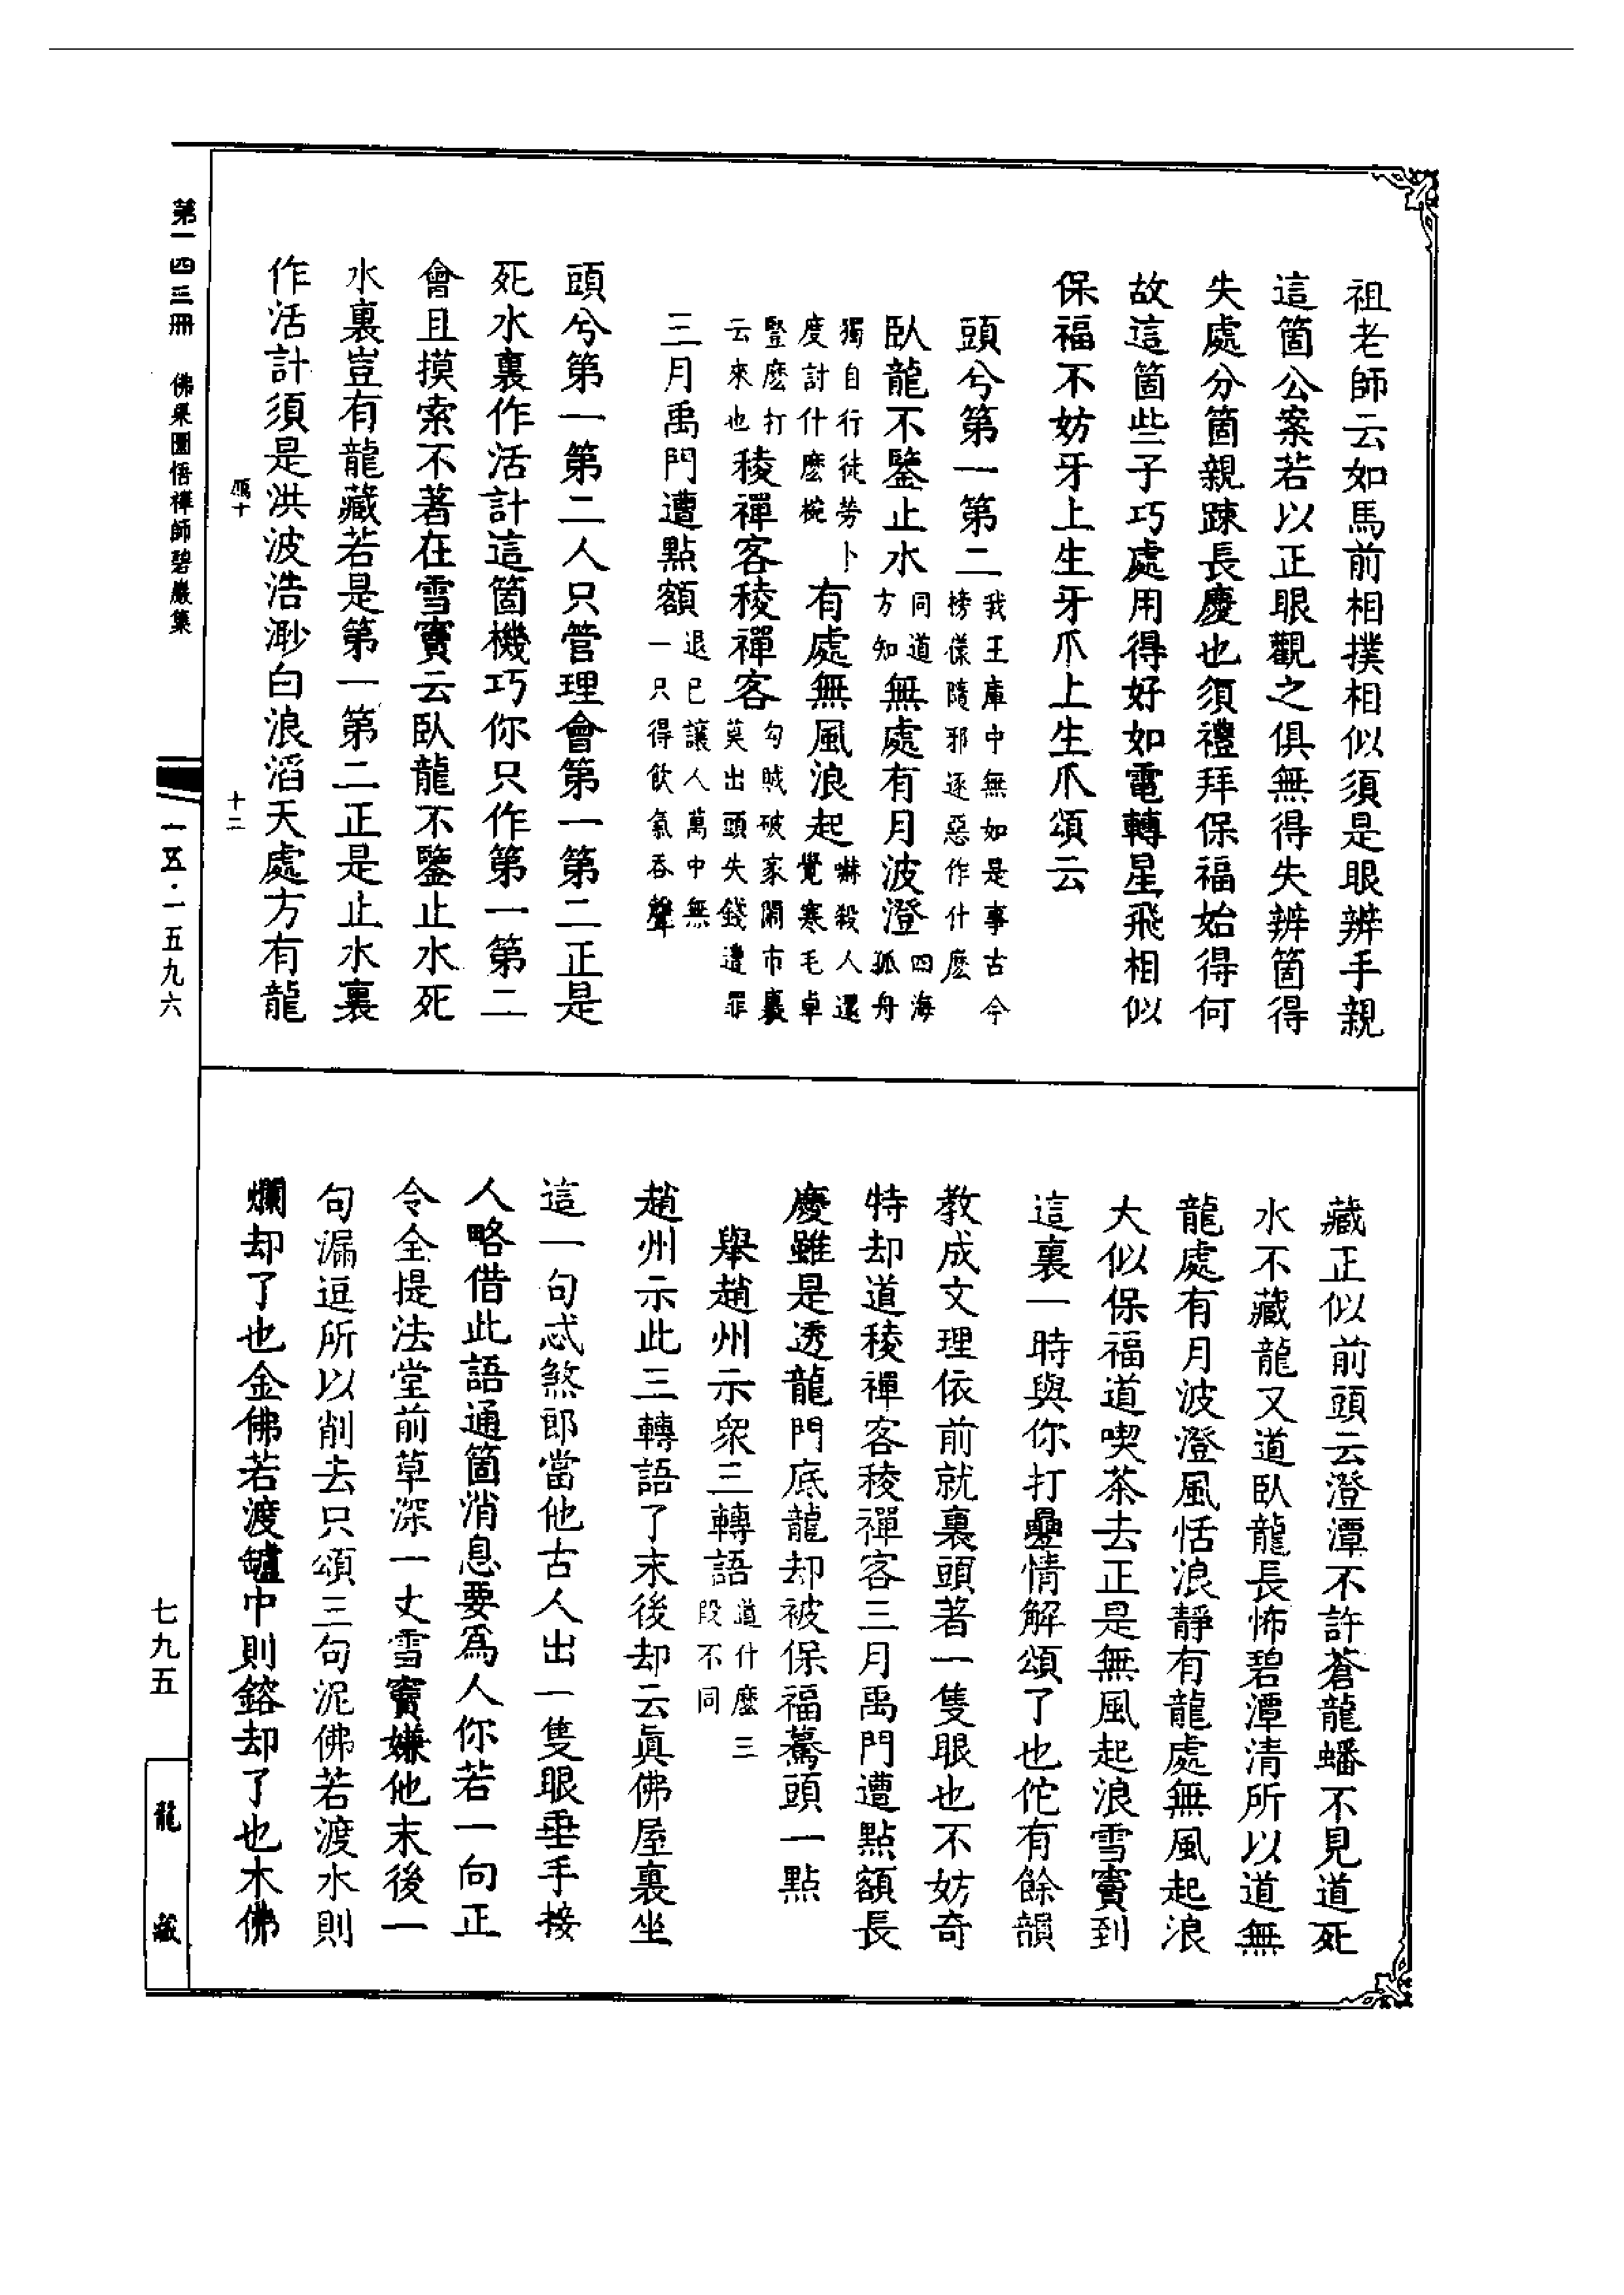 祖老師云如馬前相撲相似須是眼辨手親
這箇公案若以正眼觀之俱無得失辨箇得
失處分箇親踈長慶也須禮拜保福始得何
故這箇些子巧處用得好如電轉星飛相似
保福不妨牙上生牙爪上生爪頌云
頭兮第一第二我王庫中無如是事古今榜㨾隨邪逐惡作什麼
臥龍不鑒止水同道方知無處有月波澄四海孤舟
獨自行徒勞卜度討什麼椀有處無風浪起嚇殺人還覺寒毛卓
豎麼打云來也稜禪客稜禪客勾賊破家鬧市裏莫出頭失錢遭罪
三月禹門遭點額退已讓人萬中無一只得飲氣吞聲
頭兮第一第二人只管理會第一第二正是
死水裏作活計這箇機巧你只作第一第二
會且摸索不著在雪竇云臥龍不鑒止水死
水裏豈有龍藏若是第一第二正是止水裏
作活計須是洪波浩渺白浪滔天處方有龍
藏正似前頭云澄潭不許蒼龍蟠不見道死
水不藏龍又道臥龍長怖碧潭清所以道無
龍處有月波澄風恬浪靜有龍處無風起浪
大似保福道喫茶去正是無風起浪雪竇到
這裏一時與你打疊情解頌了也佗有餘韻
教成文理依前就裏頭著一隻眼也不妨奇
特却道稜禪客稜禪客三月禹門遭點額長
慶雖是透龍門底龍却被保福驀頭一點
舉趙州示衆三轉語道什麼三段不同
趙州示此三轉語了末後却云眞佛屋裏坐
這一句忒煞郎當他古人出一隻眼垂手接
人略借此語通箇消息要爲人你若一向正
令全提法堂前草深一丈雪竇嫌他末後一
句漏逗所以削去只頌三句泥佛若渡水則
爛却了也金佛若渡鑪中則鎔却了也木佛
鴈十
十二
第一四三冊 佛果圜悟禪師碧巖集
一五五·一五九六
七九五
龍藏